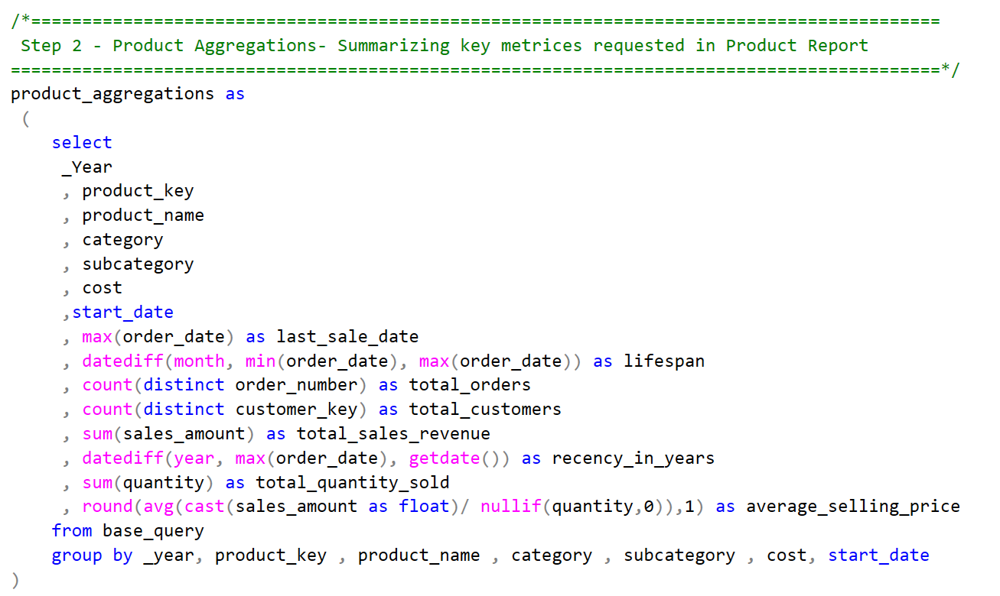 /*=========================================================================================
Step 2 - Product Aggregations- Summarizing key metrices requested in Product Report
===========================================================================================*/
product_aggregations as
(
select
_Year
, product_key
, product_name
, category
, subcategory
, cost
,start_date
, max(order_date) as last_sale_date
, datediff(month, min(order_date), max(order_date)) as lifespan
, count(distinct order_number) as total_orders
, count(distinct customer_key) as total_customers
, sum(sales_amount) as total_sales_revenue
, datediff(year, max(order_date), getdate()) as recency_in_years
, sum(quantity) as total_quantity_sold
, round(avg(cast(sales_amount as float)/ nullif(quantity,0)),1) as average_selling_price
from base_query
group by _year, product_key , product_name , category , subcategory , cost, start_date
)